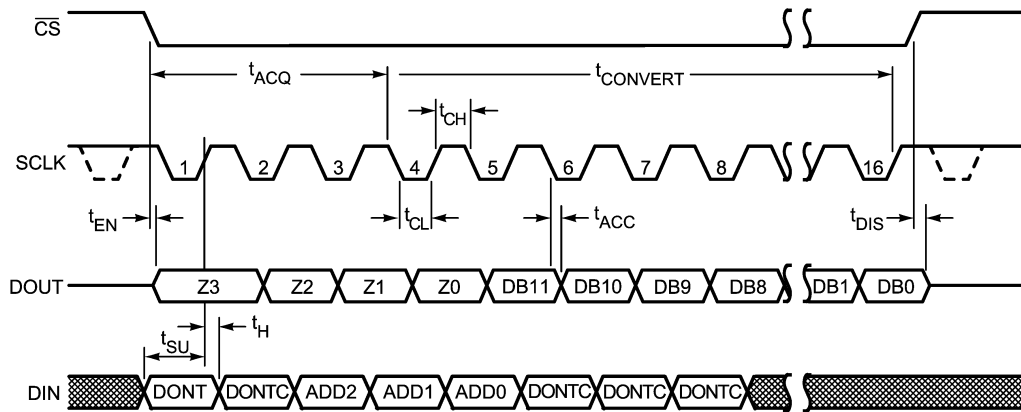 CS
tACQ
tCONVERT
tCH
SCLK
1 2 3 4 5 6 7 8 16
tEN
tCL
tACC
tDIS
DOUT
Z3 Z2 Z1 Z0 DB11 DB10 DB9 DB8 DB1 DB0
tSU
tH
DIN
DONT DONTC ADD2 ADD1 ADD0 DONTC DONTC DONTC